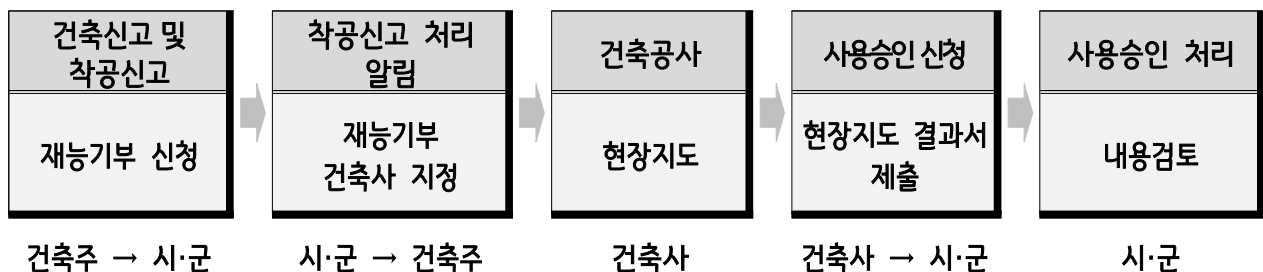 건축신고 및
착공신고
재능기부 신청
건축주 → 시·군
착공신고 처리
알림
재능기부
건축사 지정
시·군 → 건축주
건축공사
현장지도
건축사
사용승인 신청
현장지도 결과서
제출
건축사 → 시·군
사용승인 처리
내용검토
시·군